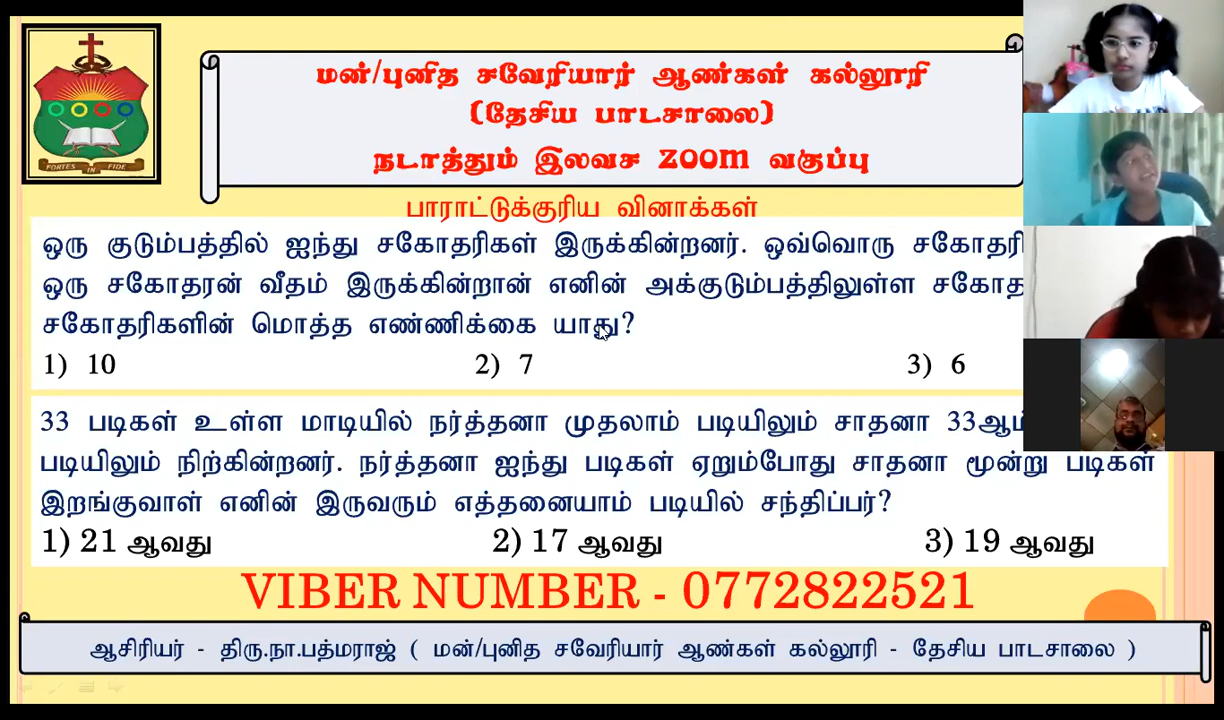 மன்/புனித சவேரியார் ஆண்கள் கல்லூரி
(தேசிய பாடசாலை)
நடாத்தும் இலவச ZOOM வகுப்பு
FORTES IN FIDE
பாராட்டுக்குரிய வினாக்கள்
ஒரு குடும்பத்தில் ஐந்து சகோதரிகள் இருக்கின்றனர். ஒவ்வொரு
ஒரு சகோதரன் வீதம் இருக்கின்றான் எனின் அக்குடும்பத்திலுள்ள
சகோதரிகளின் மொத்த எண்ணிக்கை யாது?
1) 10 2) 7 3) 6
33 படிகள் உள்ள மாடியில் நர்த்தனா முதலாம் படியிலும் சாதனா
படியிலும் நிற்கின்றனர். நர்த்தனா ஐந்து படிகள் ஏறும்போது சாதனா மூன்று படிகள்
இறங்குவாள் எனின் இருவரும் எத்தனையாம் படியில் சந்திப்பர்?
1) 21 ஆவது 2) 17 ஆவது 3) 19 ஆவது
VIBER NUMBER - 0772822521
ஆசிரியர் - திரு.நா.பத்மராஜ் ( மன்/புனித சவேரியார் ஆண்கள் கல்லூரி - தேசிய பாடசாலை )